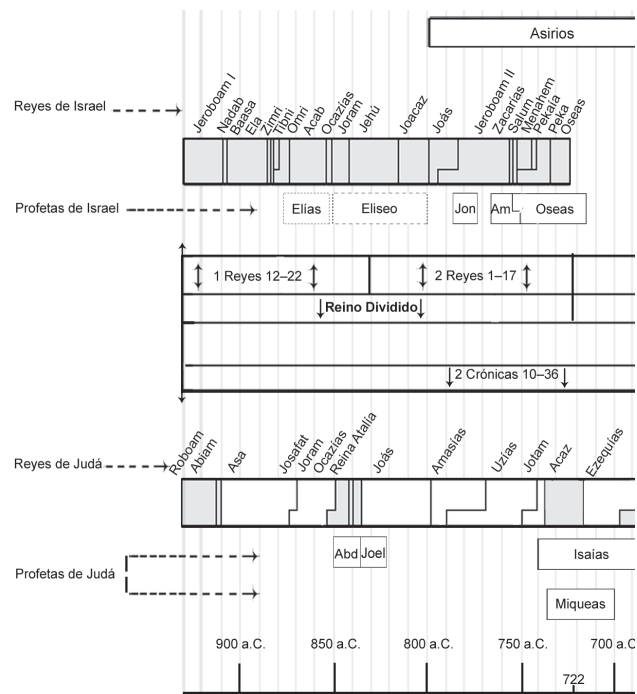 Asirios
Reyes de Israel
Jeroboam I
Nadab
Baasa
Ela
Zimri
Tibni
Omri
Acab
Ocazías
Joram
Jehú
Joacaz
Joás
Jeroboam II
Zacarías
Salum
Menahem
Pekaía
Peka
Oseas
Profetas de Israel
Elías
Eliseo
Jon
Am
Oseas
1 Reyes 12–22
2 Reyes 1–17
Reino Dividido
2 Crónicas 10–36
Reyes de Judá
Roboam
Abiam
Asa
Josafat
Joram
Ocazías
Reina Atalía
Joás
Amasías
Uzías
Jotam
Acaz
Ezequías
Profetas de Judá
Abd
Joel
Isaías
Miqueas
900 a.C.
850 a.C.
800 a.C.
750 a.C.
700 a.C.
722